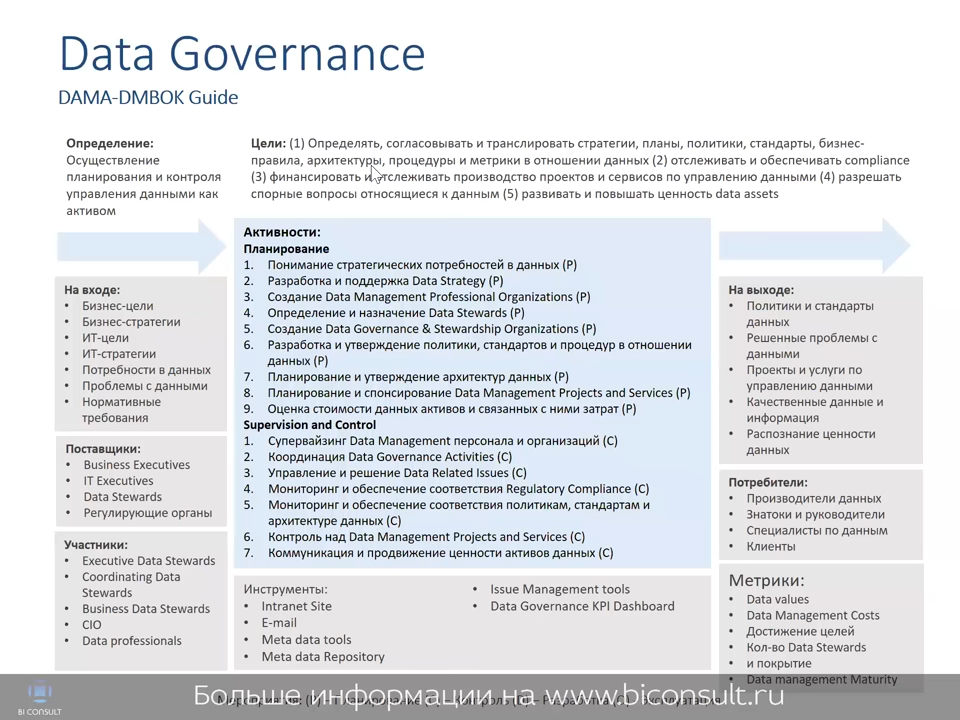 Data Governance
DAMA-DMBOK Guide
Определение:
Осуществление
планирования и контроля
управления данными как
активом
Цели: (1) Определять, согласовывать и транслировать стратегии, планы, политики, стандарты, бизнес-
правила, архитектуры, процедуры и метрики в отношении данных (2) отслеживать и обеспечивать compliance
(3) финансировать и отслеживать производство проектов и сервисов по управлению данными (4) разрешать
спорные вопросы относящиеся к данным (5) развивать и повышать ценность data assets
На входе:
• Бизнес-цели
• Бизнес-стратегии
• ИТ-цели
• ИТ-стратегии
• Потребности в данных
• Проблемы с данными
• Нормативные
требования
Поставщики:
• Business Executives
• IT Executives
• Data Stewards
• Регулирующие органы
Участники:
• Executive Data Stewards
• Coordinating Data
Stewards
• Business Data Stewards
• CIO
• Data professionals
Активности:
Планирование
1. Понимание стратегических потребностей в данных (P)
2. Разработка и поддержка Data Strategy (P)
3. Создание Data Management Professional Organizations (P)
4. Определение и назначение Data Stewards (P)
5. Создание Data Governance & Stewardship Organizations (P)
6. Разработка и утверждение политики, стандартов и процедур в отношении
данных (P)
7. Планирование и утверждение архитектур данных (P)
8. Планирование и спонсирование Data Management Projects and Services (P)
9. Оценка стоимости данных активов и связанных с ними затрат (P)
Supervision and Control
1. Супервайзинг Data Management персонала и организаций (C)
2. Координация Data Governance Activities (C)
3. Управление и решение Data Related Issues (C)
4. Мониторинг и обеспечение соответствия Regulatory Compliance (C)
5. Мониторинг и обеспечение соответствия политикам, стандартам и
архитектуре данных (C)
6. Контроль над Data Management Projects and Services (C)
7. Коммуникация и продвижение ценности активов данных (C)
Инструменты:
• Intranet Site
• E-mail
• Meta data tools
• Meta data Repository
• Issue Management tools
• Data Governance KPI Dashboard
На выходе:
• Политики и стандарты
данных
• Решенные проблемы с
данными
• Проекты и услуги по
управлению данными
• Качественные данные и
информация
• Распознание ценности
данных
Потребители:
• Производители данных
• Знатоки и руководители
• Специалисты по данным
• Клиенты
Метрики:
• Data values
• Data Management Costs
• Достижение целей
• Кол-во Data Stewards
• и покрытие
• Data management Maturity
Больше информации на www.biconsult.ru
BI CONSULT